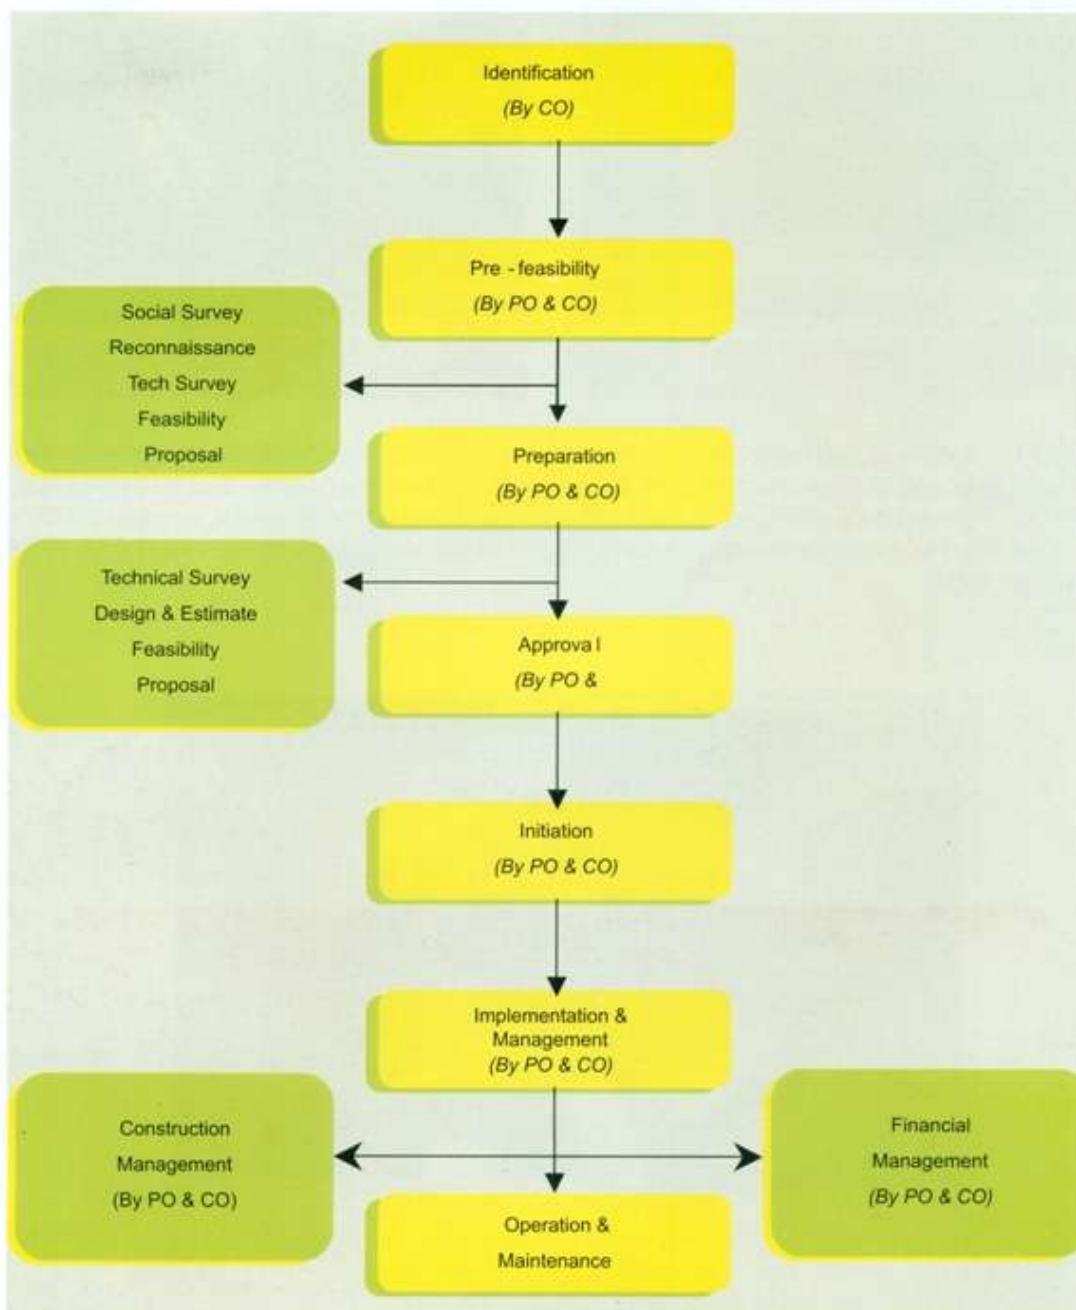 Identification
(By CO)
Pre - feasibility
(By PO & CO)
Social Survey
Reconnaissance
Tech Survey
Feasibility
Proposal
Preparation
(By PO & CO)
Technical Survey
Design & Estimate
Feasibility
Proposal
Approva l
(By PO &
Initiation
(By PO & CO)
Implementation &
Management
(By PO & CO)
Construction
Management
(By PO & CO)
Financial
Management
(By PO & CO)
Operation &
Maintenance